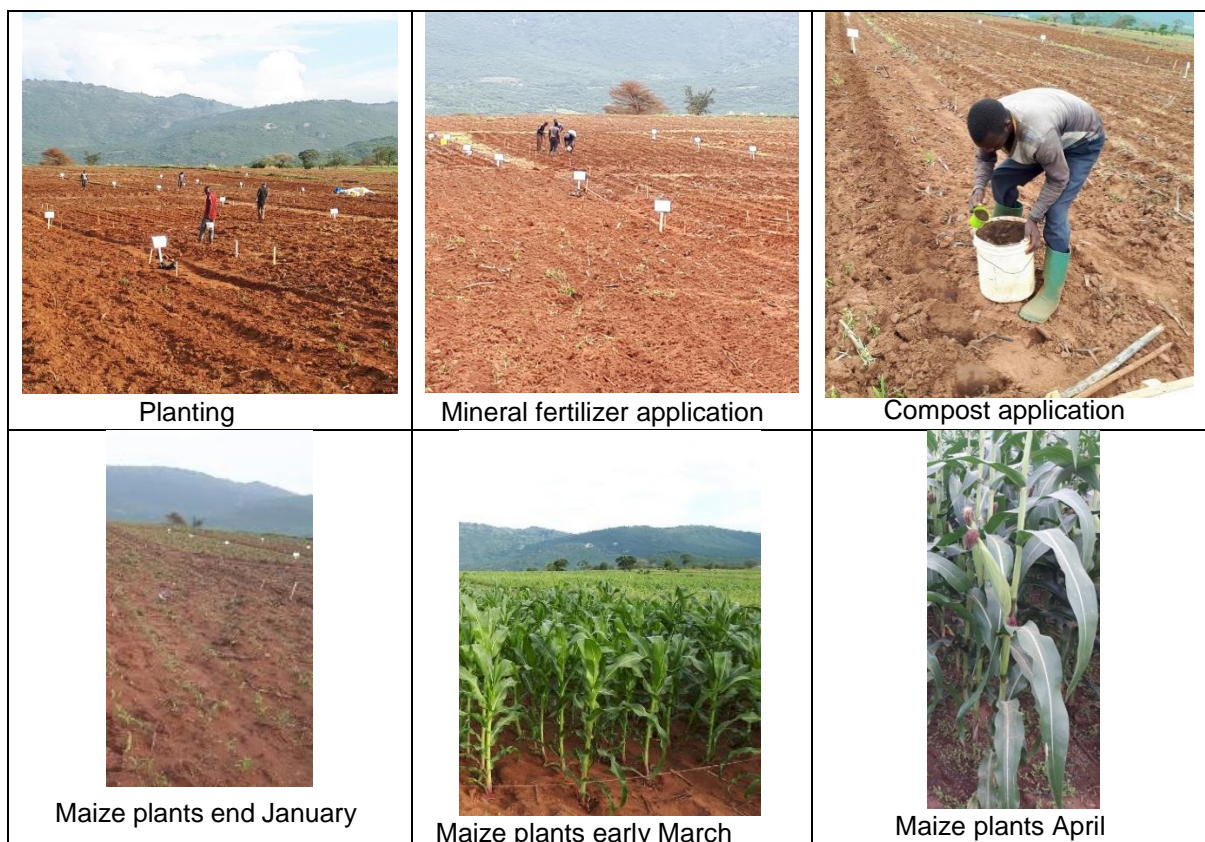 Planting
Mineral fertilizer application
Compost application
Maize plants end January
Maize plants early March
Maize plants April